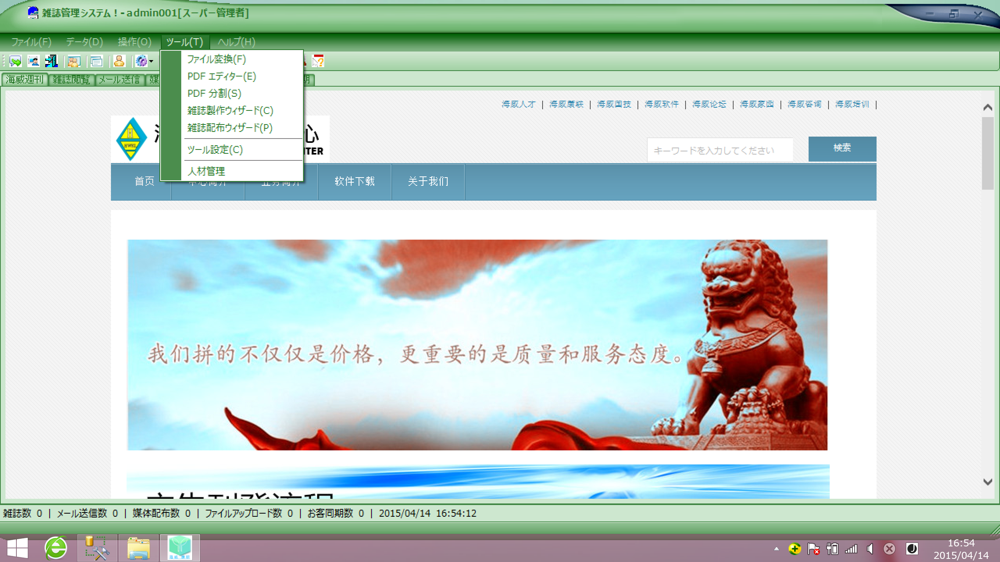 雑誌管理システム！- admin001[スーパー管理者]
ファイル(F) データ(D) 操作(O) ツール(T) ヘルプ(H)
ファイル変換(F)
PDF エディター(E)
PDF 分割(S)
雑誌製作ウィザード(C)
雑誌配布ウィザード(P)
ツール設定(C)
人材管理
海威週刊 雑誌閲覧 メール送信 媒 期
海威人才 | 海威康联 | 海威国技 | 海威软件 | 海威论坛 | 海威家园 | 海威咨询 | 海威培训 |
HWKL
心
NTER
キーワードを入力してください
検索
首页 中心简介 业务简介 软件下载 关于我们
我们拼的不仅仅是价格，更重要的是质量和服务态度。
雑誌数 0 | メール送信数 0 | 媒体配布数 0 | ファイルアップロード数 0 | お客同期数 0 | 2015/04/14 16:54:12
16:54
2015/04/14